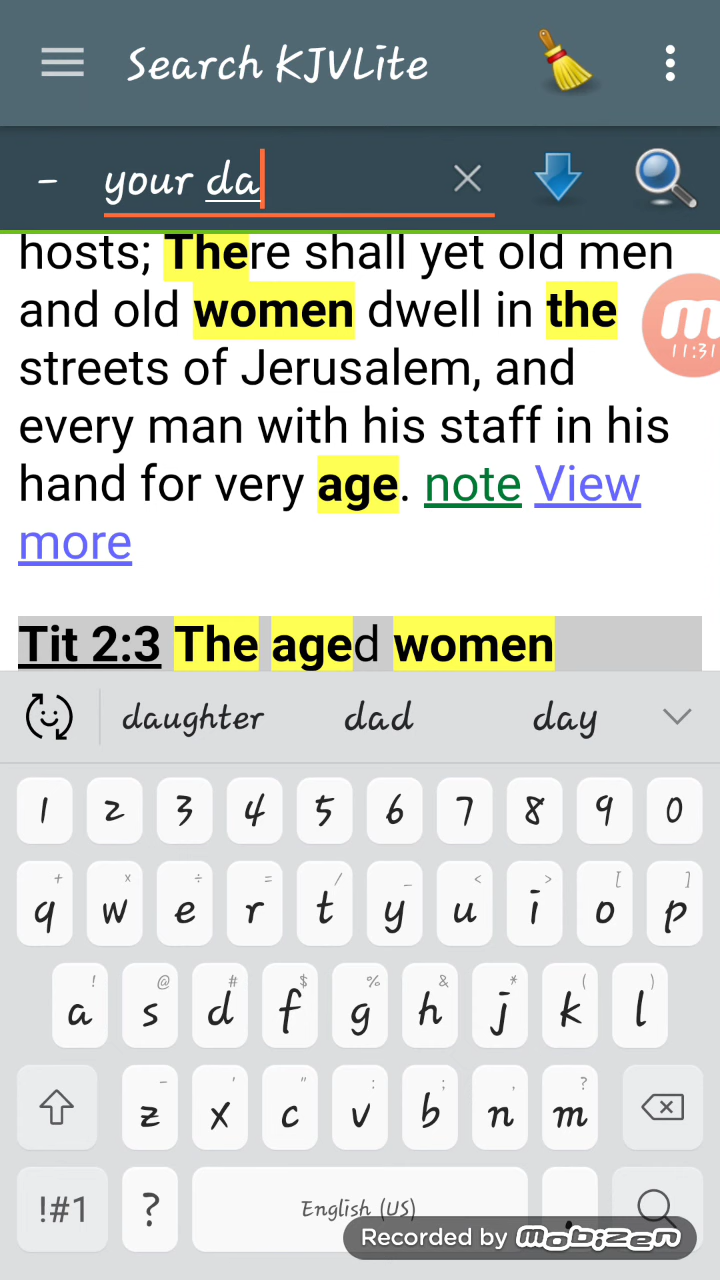 Search KJVLite
- your da
hosts; There shall yet old men
and old women dwell in the
streets of Jerusalem, and
11:31
every man with his staff in his
hand for very age. note View
more
Tit 2:3 The aged women
daughter dad day
1 2 3 4 5 6 7 8 9 0
+ × ÷ = / _ < > [ ]
q w e r t y u i o p
! @ # $ % & * ( )
a s d f g h j k l
- ' " : ; , ?
z x c v b n m
!#1 ? English (US) .
Recorded by mobizen